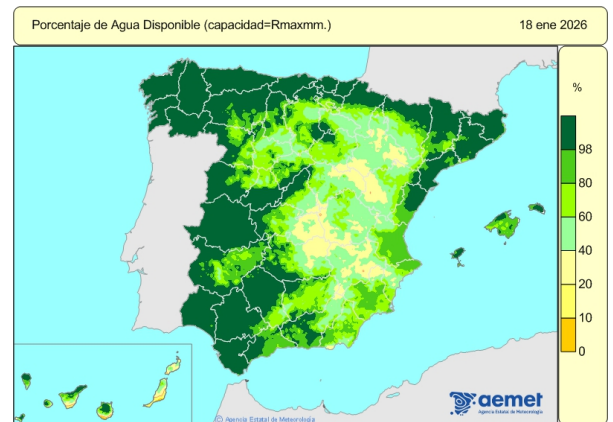 Porcentaje de Agua Disponible (capacidad=Rmaxmm.)
18 ene 2026
%
98
80
60
40
20
10
0
aemet
Agencia Estatal de Meteorología
© Agencia Estatal de Meteorología